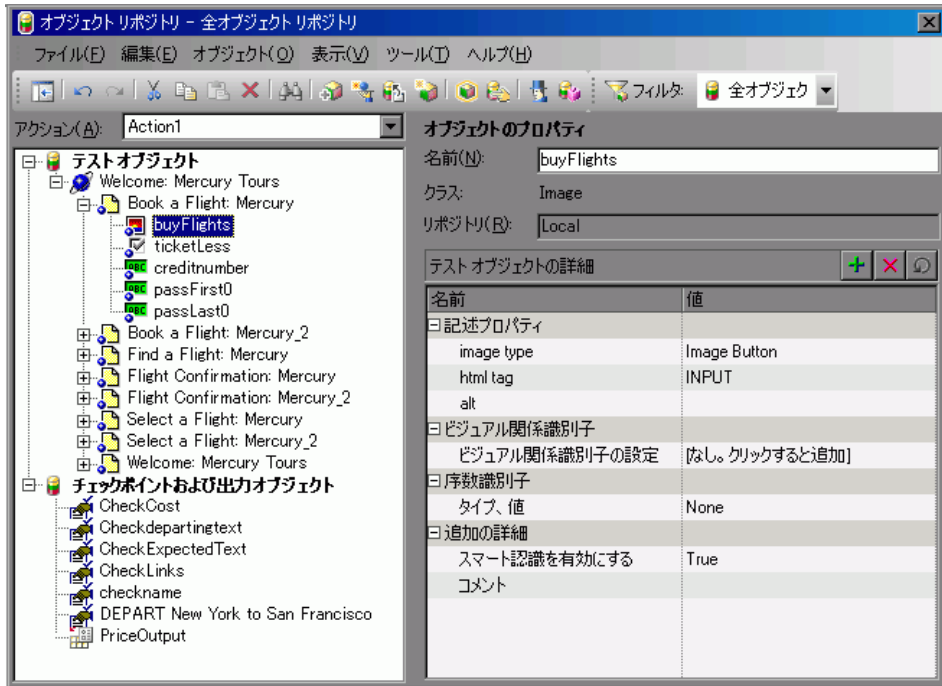 オブジェクト リポジトリ - 全オブジェクト リポジトリ
ファイル(F) 編集(E) オブジェクト(O) 表示(V) ツール(T) ヘルプ(H)
フィルタ: 全オブジェク
アクション(A): Action1
テスト オブジェクト
Welcome: Mercury Tours
Book a Flight: Mercury
buyFlights
ticketLess
ABC creditnumber
ABC passFirst0
ABC passLast0
Book a Flight: Mercury_2
Find a Flight: Mercury
Flight Confirmation: Mercury
Flight Confirmation: Mercury_2
Select a Flight: Mercury
Select a Flight: Mercury_2
Welcome: Mercury Tours
チェックポイントおよび出力オブジェクト
CheckCost
Checkdepartingtext
CheckExpectedText
CheckLinks
checkname
DEPART New York to San Francisco
PriceOutput
オブジェクトのプロパティ
名前(N): buyFlights
クラス: Image
リポジトリ(R): Local
テスト オブジェクトの詳細
名前 値
記述プロパティ
image type Image Button
html tag INPUT
alt
ビジュアル関係識別子
ビジュアル関係識別子の設定 [なし。クリックすると追加]
序数識別子
タイプ、値 None
追加の詳細
スマート認識を有効にする True
コメント